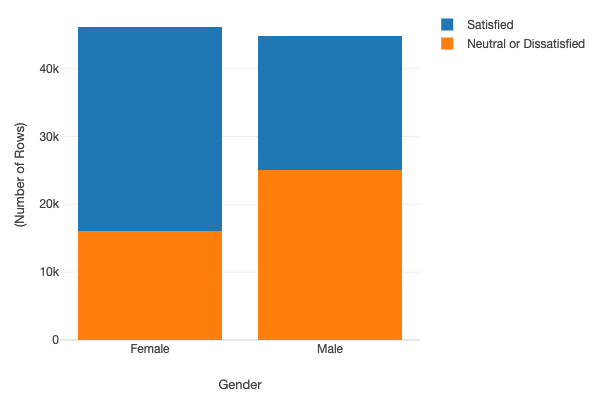 Satisfied
Neutral or Dissatisfied
40k
30k
20k
10k
0
(Number of Rows)
Female
Male
Gender